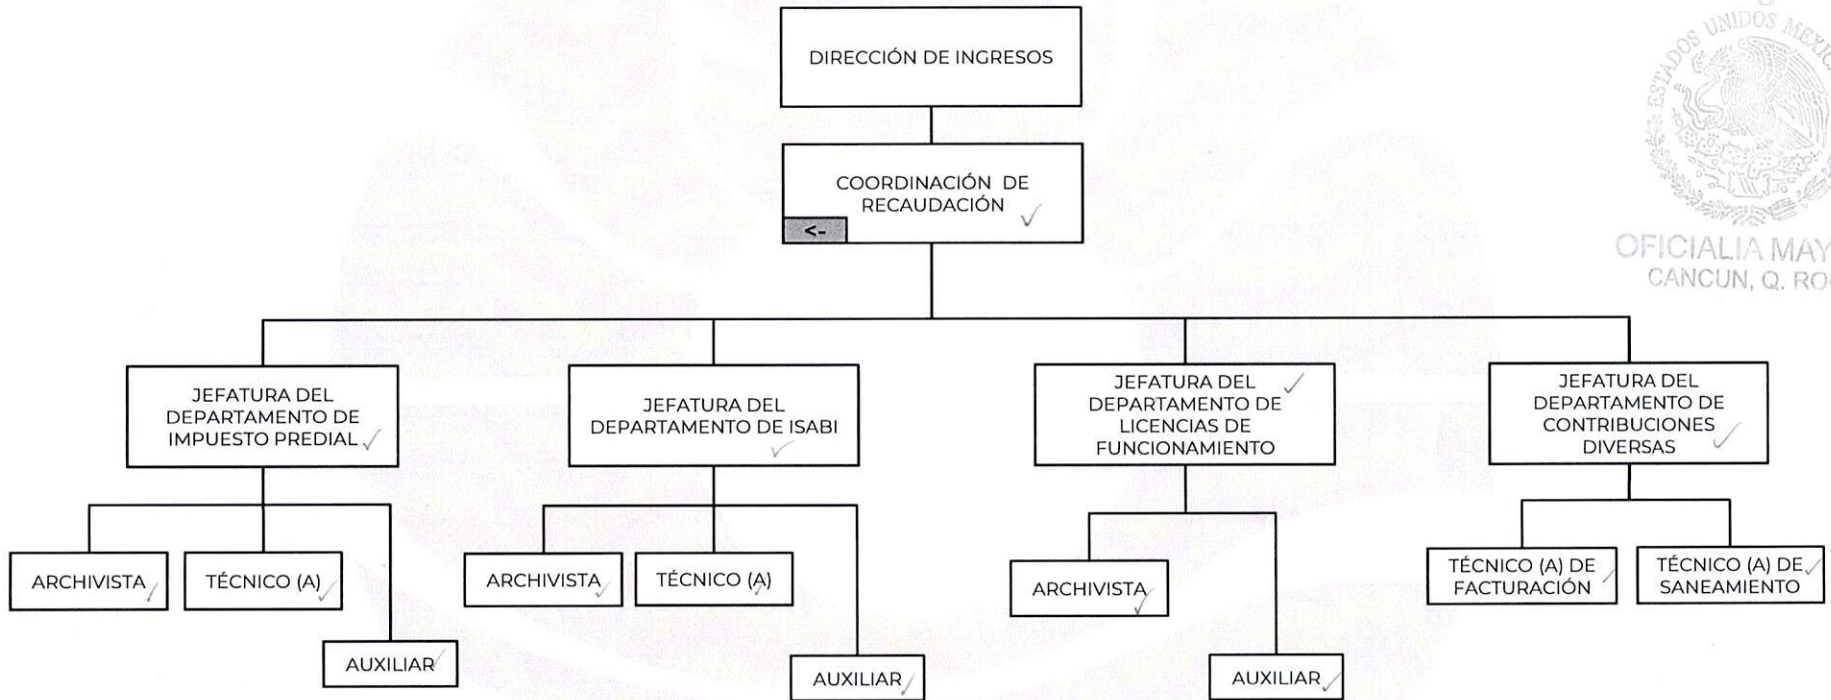 DIRECCIÓN DE INGRESOS
COORDINACIÓN DE
RECAUDACIÓN
<-
ESTADOS UNIDOS
OFICIALIA
CANCUN, Q.
JEFATURA DEL
DEPARTAMENTO DE
IMPUESTO PREDIAL
JEFATURA DEL
DEPARTAMENTO DE ISABI
JEFATURA DEL
DEPARTAMENTO DE
LICENCIAS DE
FUNCIONAMIENTO
JEFATURA DEL
DEPARTAMENTO DE
CONTRIBUCIONES
DIVERSAS
ARCHIVISTA
TÉCNICO (A)
AUXILIAR
ARCHIVISTA
TÉCNICO (A)
AUXILIAR
ARCHIVISTA
AUXILIAR
TÉCNICO (A) DE
FACTURACIÓN
TÉCNICO (A) DE
SANEAMIENTO